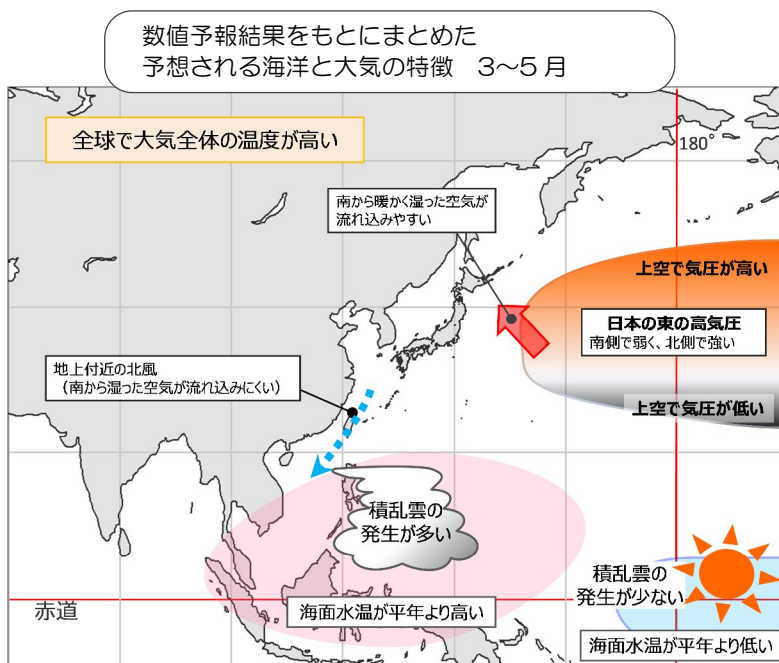 数値予報結果をもとにまとめた
予想される海洋と大気の特徴　3～5月
全球で大気全体の温度が高い
180°
南から暖かく湿った空気が
流れ込みやすい
上空で気圧が高い
日本の東の高気圧
南側で弱く、北側で強い
地上付近の北風
（南から湿った空気が流れ込みにくい）
上空で気圧が低い
積乱雲の
発生が多い
積乱雲の
発生が少ない
赤道
海面水温が平年より高い
海面水温が平年より低い